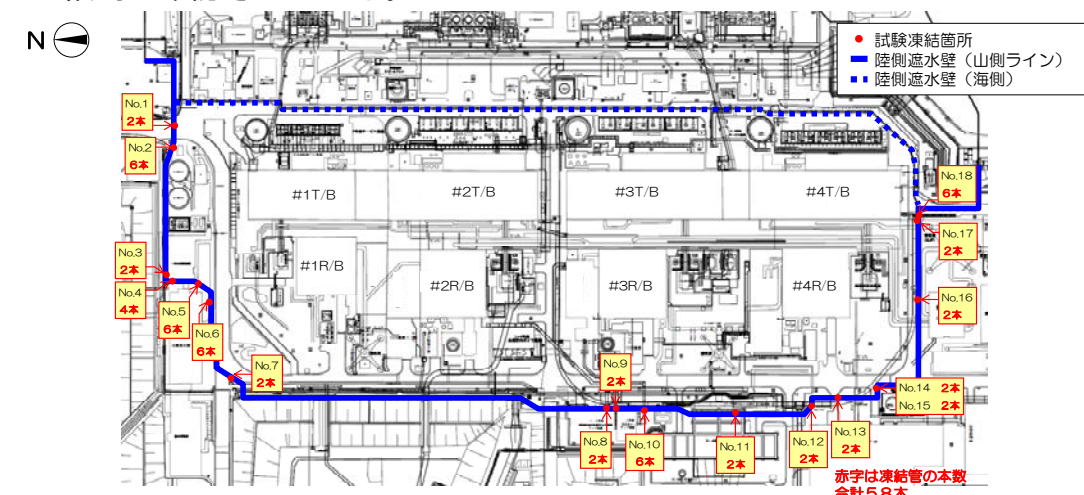 N
試験凍結箇所
陸側遮水壁（山側ライン）
陸側遮水壁（海側）
No.1
2本
No.2
6本
No.3
2本
No.4
4本
No.5
6本
No.6
6本
No.7
2本
#1T/B
#2T/B
#3T/B
#4T/B
#1R/B
#2R/B
#3R/B
#4R/B
No.18
6本
No.17
2本
No.16
2本
No.14 2本
No.15 2本
No.9
2本
No.8
2本
No.10
6本
No.11
2本
No.12
2本
No.13
2本
赤字は凍結管の本数
合計58本